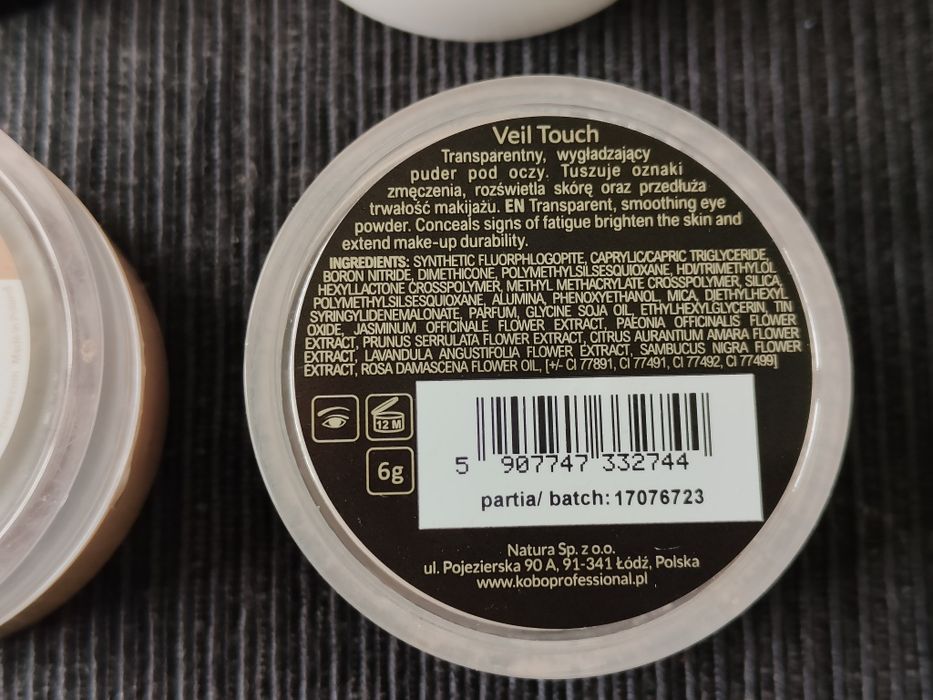 Veil Touch
Transparentny, wygładzający
puder pod oczy. Tuszuje oznaki
zmęczenia, rozświetla skórę oraz przedłuża
trwałość makijażu. EN Transparent, smoothing eye
powder. Conceals signs of fatigue brighten the skin and
extend make-up durability.
INGREDIENTS: SYNTHETIC FLUORPHLOGOPITE, CAPRYLIC/CAPRIC TRIGLYCERIDE,
BORON NITRIDE, DIMETHICONE, POLYMETHYLSILSESQUIOXANE, HDI/TRIMETHYLOL
HEXYLLACTONE CROSSPOLYMER, METHYL METHACRYLATE CROSSPOLYMER, SILICA,
POLYMETHYLSILSESQUIOXANE, ALUMINA, PHENOXYETHANOL, MICA, DIETHYLHEXYL
SYRINGYLIDENEMALONATE, PARFUM, GLYCINE SOJA OIL, ETHYLHEXYLGLYCERIN, TIN
OXIDE, JASMINUM OFFICINALE FLOWER EXTRACT, PAEONIA OFFICINALIS FLOWER
EXTRACT, PRUNUS SERRULATA FLOWER EXTRACT, CITRUS AURANTIUM AMARA FLOWER
EXTRACT, LAVANDULA ANGUSTIFOLIA FLOWER EXTRACT, SAMBUCUS NIGRA FLOWER
EXTRACT, ROSA DAMASCENA FLOWER OIL, [+/- CI 77891, CI 77491, CI 77492, CI 77499]
12 M
6g
5 907747 332744
partia/ batch: 17076723
Natura Sp. z o.o.
ul. Pojezierska 90 A, 91-341 Łódź, Polska
www.koboprofessional.pl